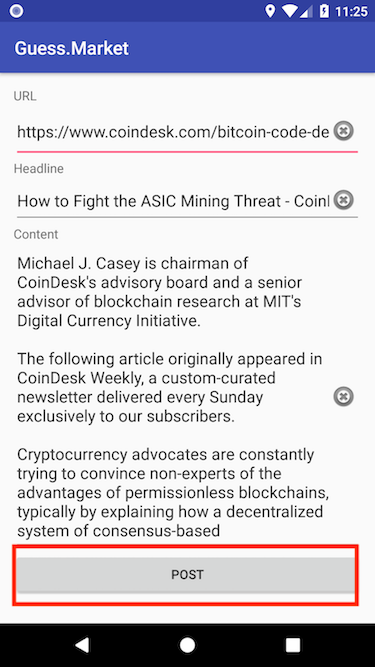 11:25
Guess.Market
URL
https://www.coindesk.com/bitcoin-code-de
Headline
How to Fight the ASIC Mining Threat - Coin
Content
Michael J. Casey is chairman of
CoinDesk's advisory board and a senior
advisor of blockchain research at MIT's
Digital Currency Initiative.
The following article originally appeared in
CoinDesk Weekly, a custom-curated
newsletter delivered every Sunday
exclusively to our subscribers.
Cryptocurrency advocates are constantly
trying to convince non-experts of the
advantages of permissionless blockchains,
typically by explaining how a decentralized
system of consensus-based
POST